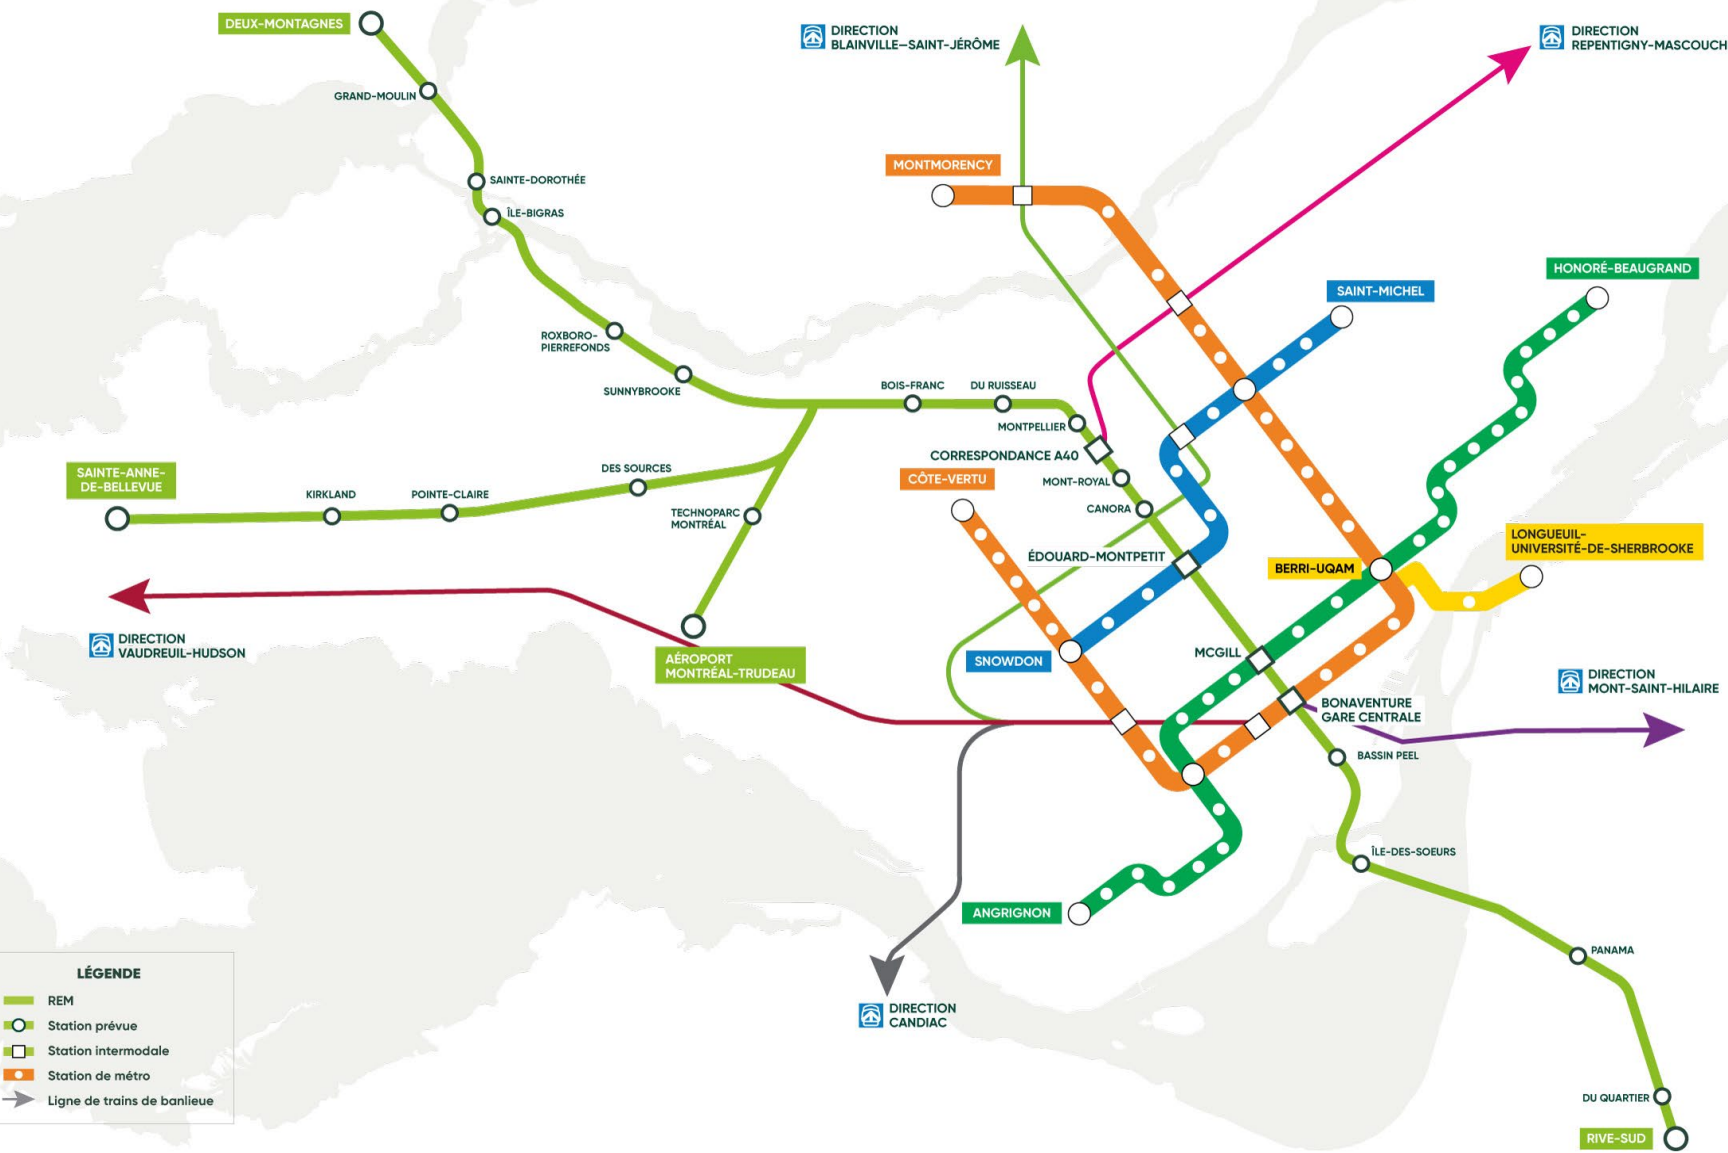 DEUX-MONTAGNES
DIRECTION
BLAINVILLE–SAINT-JÉRÔME
DIRECTION
REPENTIGNY-MASCOUCH
GRAND-MOULIN
MONTMORENCY
SAINTE-DOROTHÉE
ÎLE-BIGRAS
HONORÉ-BEAUGRAND
SAINT-MICHEL
ROXBORO-
PIERREFONDS
SUNNYBROOKE
BOIS-FRANC
DU RUISSEAU
MONTPELLIER
CORRESPONDANCE A40
SAINTE-ANNE-
DE-BELLEVUE
KIRKLAND
POINTE-CLAIRE
DES SOURCES
CÔTE-VERTU
MONT-ROYAL
CANORA
TECHNOPARC
MONTRÉAL
ÉDOUARD-MONTPETIT
LONGUEUIL-
UNIVERSITÉ-DE-SHERBROOKE
BERRI-UQAM
DIRECTION
VAUDREUIL-HUDSON
AÉROPORT
MONTRÉAL-TRUDEAU
SNOWDON
MCGILL
DIRECTION
MONT-SAINT-HILAIRE
BONAVENTURE
GARE CENTRALE
BASSIN PEEL
ÎLE-DES-SOEURS
ANGRIGNON
PANAMA
DIRECTION
CANDIAC
DU QUARTIER
RIVE-SUD
LÉGENDE
REM
Station prévue
Station intermodale
Station de métro
Ligne de trains de banlieue